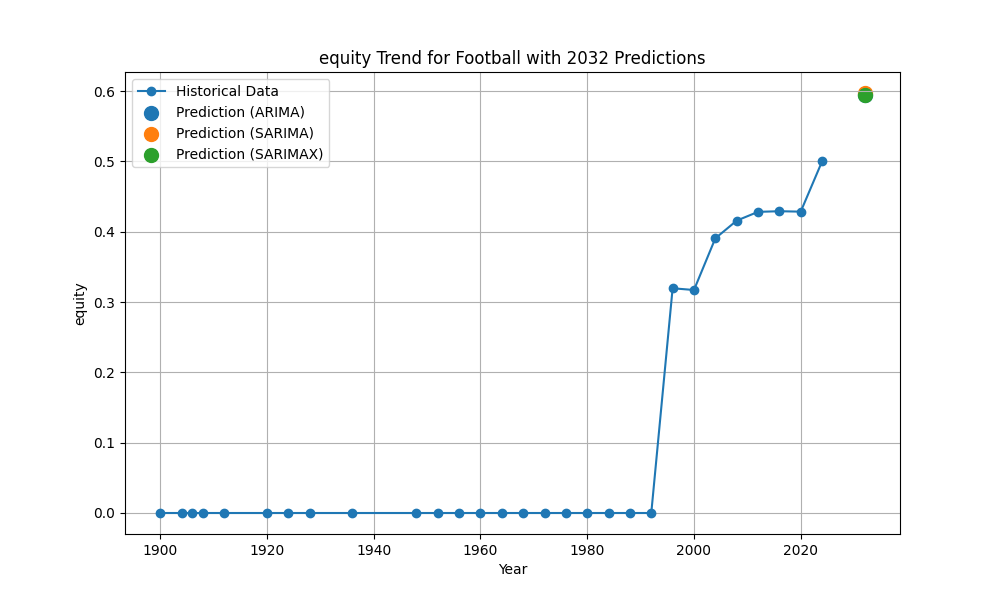 equity Trend for Football with 2032 Predictions
Historical Data
Prediction (ARIMA)
Prediction (SARIMA)
Prediction (SARIMAX)
0.6
0.5
0.4
0.3
0.2
0.1
0.0
equity
1900 1920 1940 1960 1980 2000 2020
Year